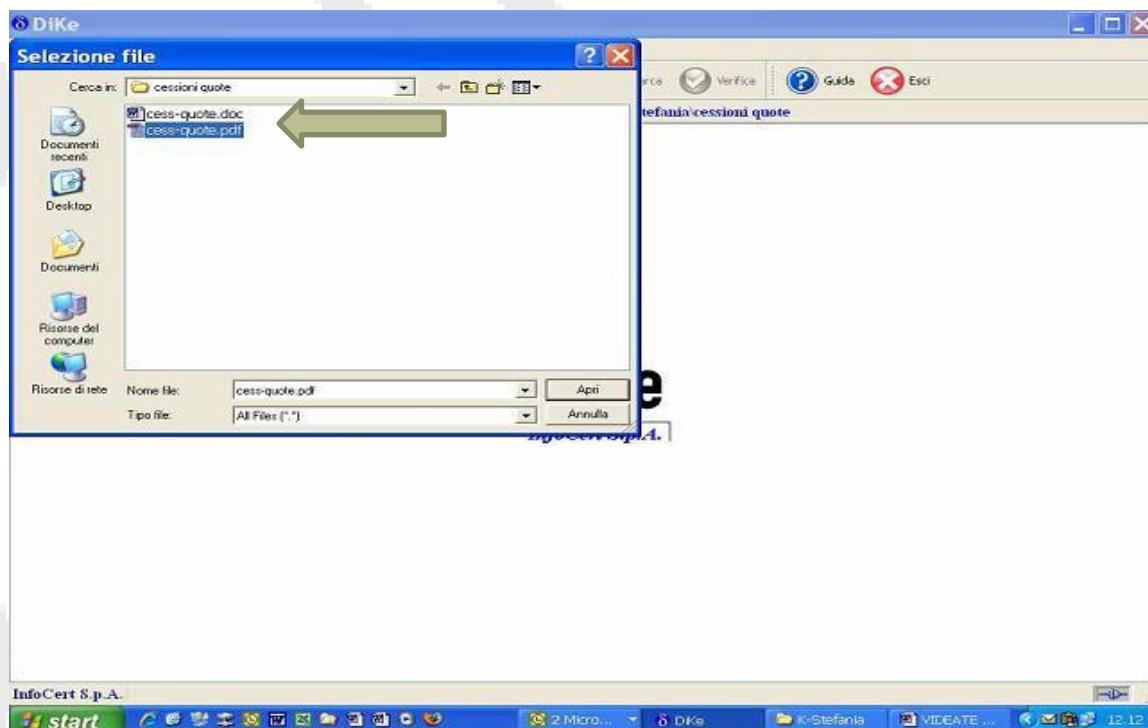 DiKe
Selezione file
Cerca in: cessioni quote
cess-quote.doc
cess-quote.pdf
Documenti
recenti
Desktop
Documenti
Risorse del
computer
Risorse di rete
Nome file: cess-quote.pdf Apri
Tipo file: All Files (*.*) Annulla
Verifica Guida Esci
tefania\cessioni quote
e
InfoCert S.p.A.
InfoCert S.p.A.
start 2 Micro... DiKe K-Stefania VIDEATE ... 12.12